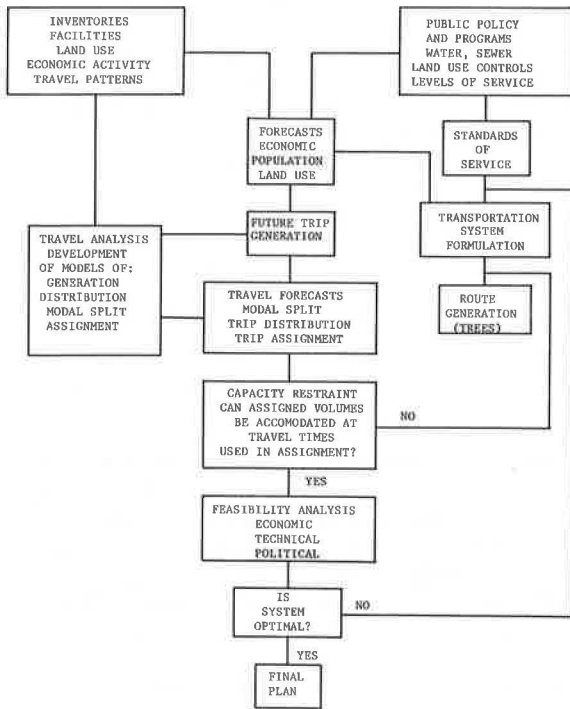 INVENTORIES
FACILITIES
LAND USE
ECONOMIC ACTIVITY
TRAVEL PATTERNS
PUBLIC POLICY
AND PROGRAMS
WATER, SEWER
LAND USE CONTROLS
LEVELS OF SERVICE
FORECASTS
ECONOMIC
POPULATION
LAND USE
STANDARDS
OF
SERVICE
FUTURE TRIP
GENERATION
TRANSPORTATION
SYSTEM
FORMULATION
TRAVEL ANALYSIS
DEVELOPMENT
OF MODELS OF:
GENERATION
DISTRIBUTION
MODAL SPLIT
ASSIGNMENT
TRAVEL FORECASTS
MODAL SPLIT
TRIP DISTRIBUTION
TRIP ASSIGNMENT
ROUTE
GENERATION
(TREES)
CAPACITY RESTRAINT
CAN ASSIGNED VOLUMES
BE ACCOMODATED AT
TRAVEL TIMES
USED IN ASSIGNMENT?
NO
YES
FEASIBILITY ANALYSIS
ECONOMIC
TECHNICAL
POLITICAL
IS
SYSTEM
OPTIMAL?
NO
YES
FINAL
PLAN